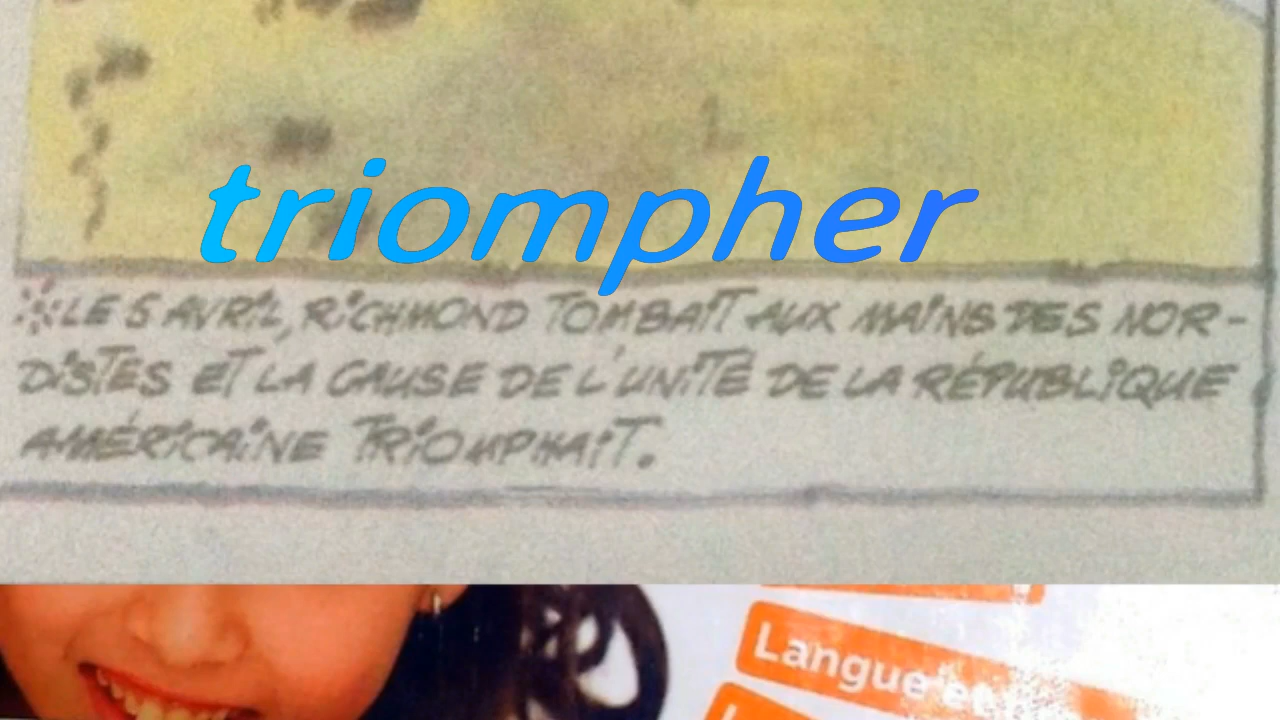 triompher
*LE 5 AVRIL, RICHMOND TOMBAIT AUX MAINS DES NOR-
DISTES ET LA CAUSE DE L'UNITÉ DE LA RÉPUBLIQUE
AMÉRICAINE TRIOMPHAIT.
Langue et